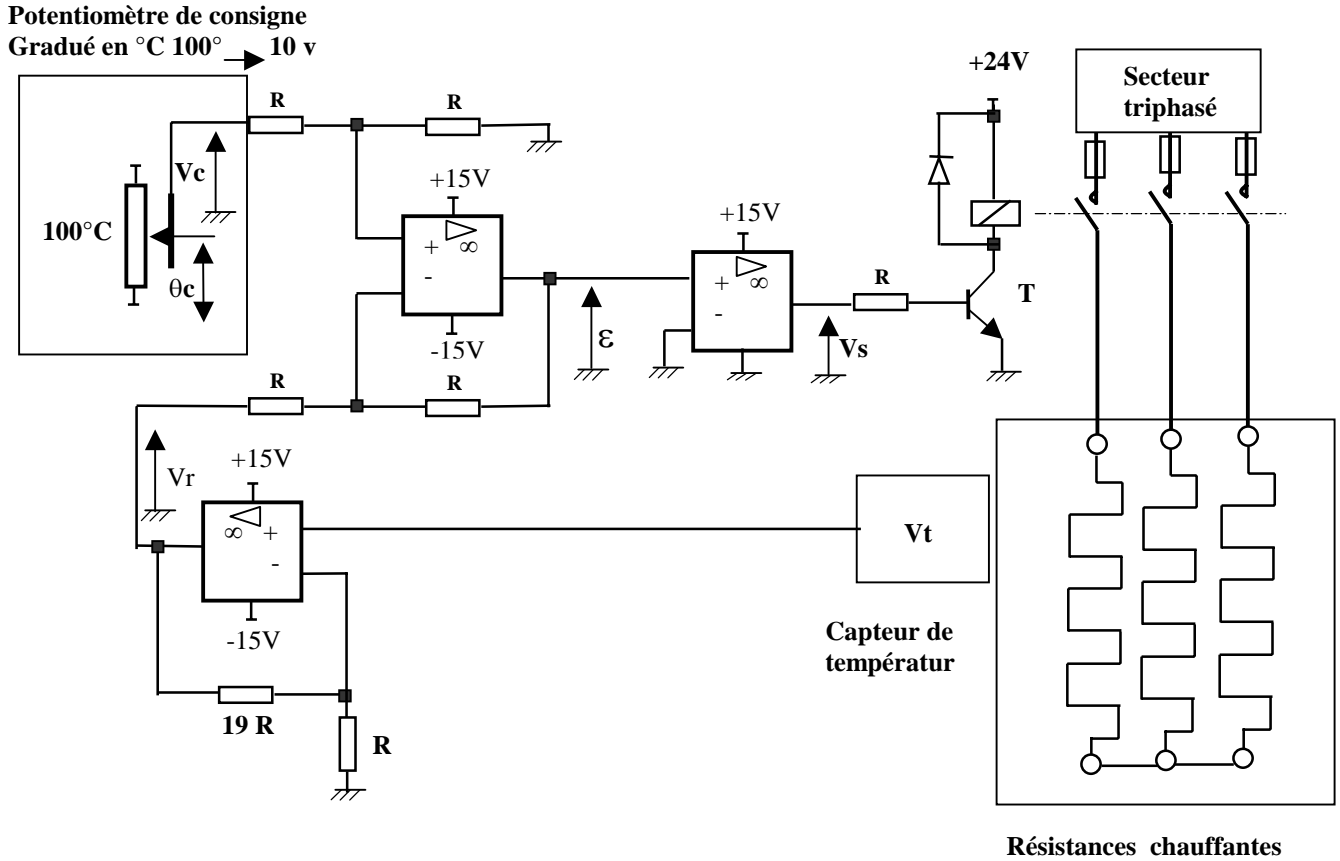 Potentiomètre de consigne
Gradué en °C 100° → 10 v
+24V
Secteur
triphasé
R
R
Vc
+15V
+15V
100°C
+
∞
-
+
∞
-
R
T
θc
-15V
ε
Vs
R
R
Vr
+15V
∞
+
-
Vt
-15V
Capteur de
températur
19 R
R
Résistances chauffantes